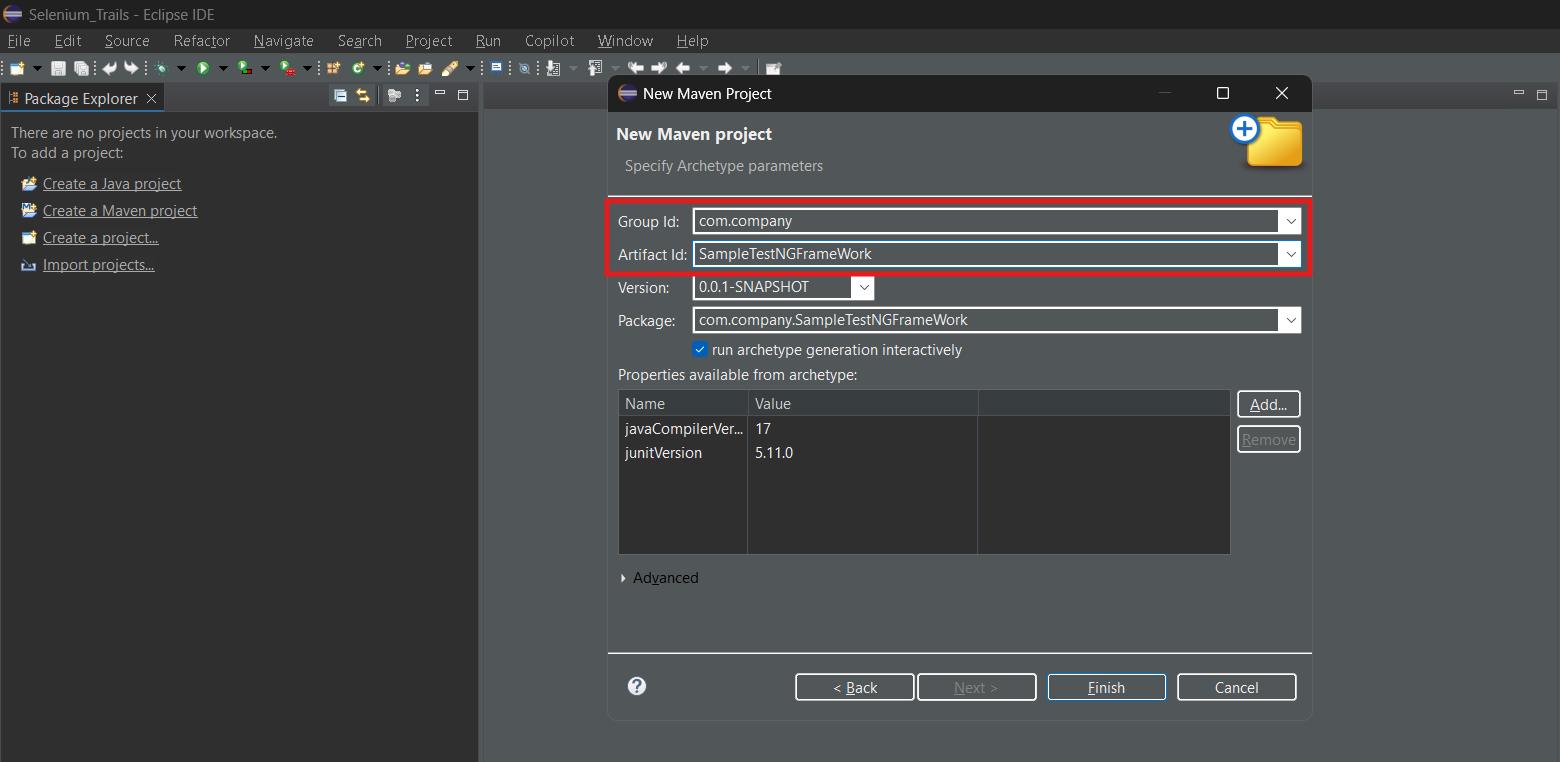 Selenium_Trails - Eclipse IDE
File Edit Source Refactor Navigate Search Project Run Copilot Window Help
Package Explorer
There are no projects in your workspace.
To add a project:
Create a Java project
Create a Maven project
Create a project...
Import projects...
New Maven Project
New Maven project
Specify Archetype parameters
Group Id: com.company
Artifact Id: SampleTestNGFrameWork
Version: 0.0.1-SNAPSHOT
Package: com.company.SampleTestNGFrameWork
run archetype generation interactively
Properties available from archetype:
Name Value
Add...
javaCompilerVer... 17
Remove
junitVersion 5.11.0
Advanced
< Back Next > Finish Cancel